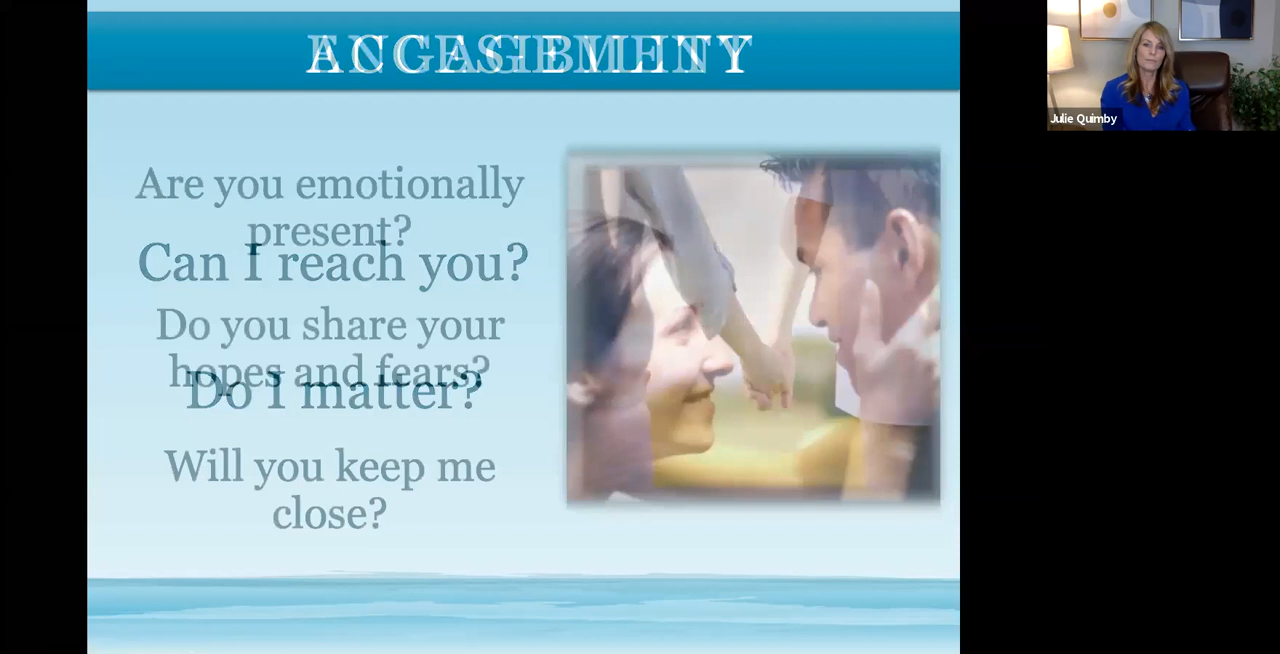 Are you emotionally
present?
Can I reach you?
Do you share your
hopes and fears?
Do I matter?
Will you keep me
close?
Julie Quimby